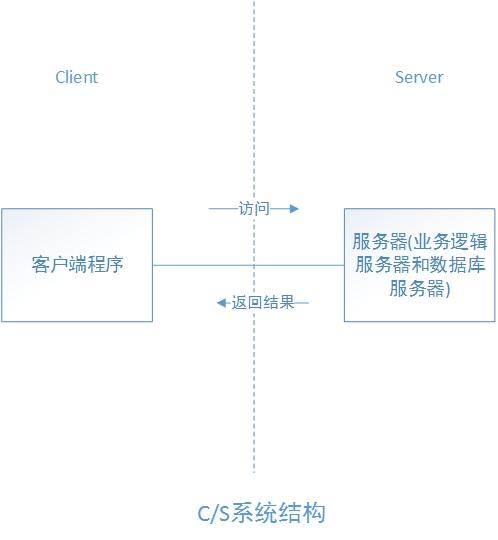 Client
Server
访问
客户端程序
服务器(业务逻辑
服务器和数据库
服务器)
返回结果
C/S系统结构